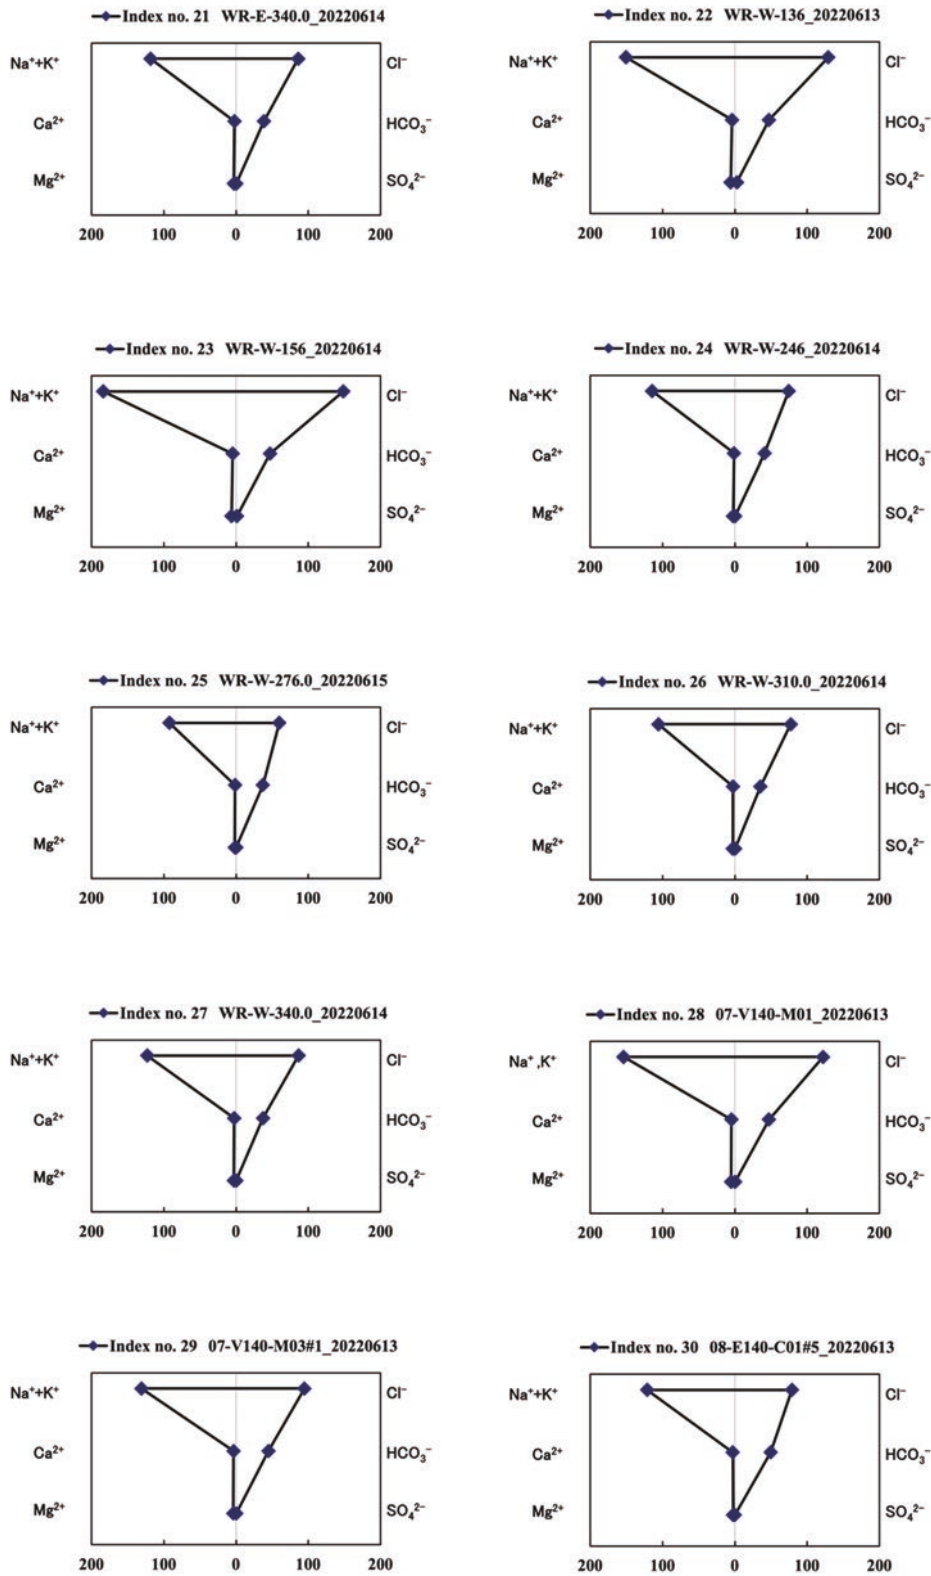 Index no. 21 WR-E-340.0_20220614
Na⁺+K⁺ Cl⁻
Ca²⁺ HCO₃⁻
Mg²⁺ SO₄²⁻
200 100 0 100 200
Index no. 22 WR-W-136_20220613
Na⁺+K⁺ Cl⁻
Ca²⁺ HCO₃⁻
Mg²⁺ SO₄²⁻
200 100 0 100 200
Index no. 23 WR-W-156_20220614
Na⁺+K⁺ Cl⁻
Ca²⁺ HCO₃⁻
Mg²⁺ SO₄²⁻
200 100 0 100 200
Index no. 24 WR-W-246_20220614
Na⁺+K⁺ Cl⁻
Ca²⁺ HCO₃⁻
Mg²⁺ SO₄²⁻
200 100 0 100 200
Index no. 25 WR-W-276.0_20220615
Na⁺+K⁺ Cl⁻
Ca²⁺ HCO₃⁻
Mg²⁺ SO₄²⁻
200 100 0 100 200
Index no. 26 WR-W-310.0_20220614
Na⁺+K⁺ Cl⁻
Ca²⁺ HCO₃⁻
Mg²⁺ SO₄²⁻
200 100 0 100 200
Index no. 27 WR-W-340.0_20220614
Na⁺+K⁺ Cl⁻
Ca²⁺ HCO₃⁻
Mg²⁺ SO₄²⁻
200 100 0 100 200
Index no. 28 07-V140-M01_20220613
Na⁺,K⁺ Cl⁻
Ca²⁺ HCO₃⁻
Mg²⁺ SO₄²⁻
200 100 0 100 200
Index no. 29 07-V140-M03#1_20220613
Na⁺+K⁺ Cl⁻
Ca²⁺ HCO₃⁻
Mg²⁺ SO₄²⁻
200 100 0 100 200
Index no. 30 08-E140-C01#5_20220613
Na⁺+K⁺ Cl⁻
Ca²⁺ HCO₃⁻
Mg²⁺ SO₄²⁻
200 100 0 100 200